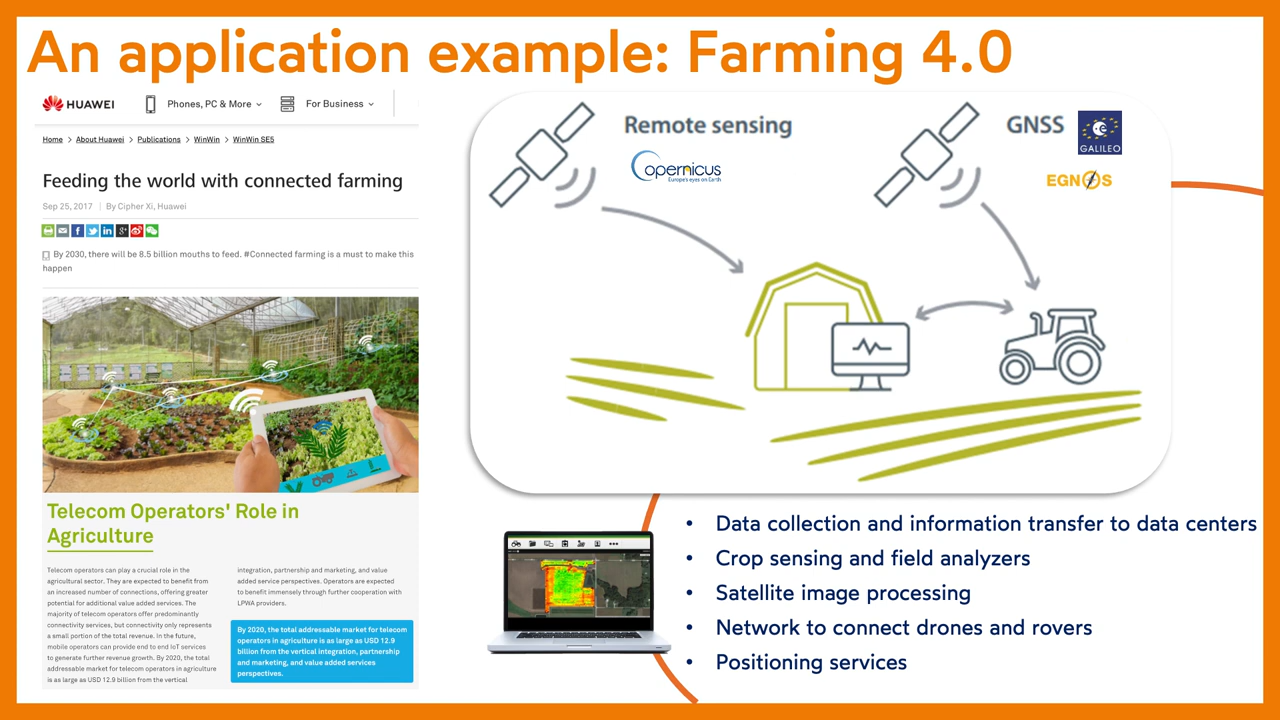 An application example: Farming 4.0
HUAWEI
Phones, PC & More
For Business
Home > About Huawei > Publications > WinWin > WinWin SE5
Feeding the world with connected farming
Sep 25, 2017 | By Cipher Xi, Huawei
By 2030, there will be 8.5 billion mouths to feed. #Connected farming is a must to make this
happen
Telecom Operators' Role in
Agriculture
Telecom operators can play a crucial role in the
agricultural sector. They are expected to benefit from
an increased number of connections, offering greater
potential for additional value added services. The
majority of telecom operators offer predominantly
connectivity services, but connectivity only represents
a small portion of the total revenue. In the future,
mobile operators can provide end to end IoT services
to generate further revenue growth. By 2020, the total
addressable market for telecom operators in agriculture
is as large as USD 12.9 billion from the vertical
integration, partnership and marketing, and value
added service perspectives. Operators are expected
to benefit immensely through further cooperation with
LPWA providers.
By 2020, the total addressable market for telecom
operators in agriculture is as large as USD 12.9
billion from the vertical integration, partnership
and marketing, and value added services
perspectives.
Remote sensing
Copernicus
Europe's eyes on Earth
GNSS
GALILEO
EGNOS
• Data collection and information transfer to data centers
• Crop sensing and field analyzers
• Satellite image processing
• Network to connect drones and rovers
• Positioning services